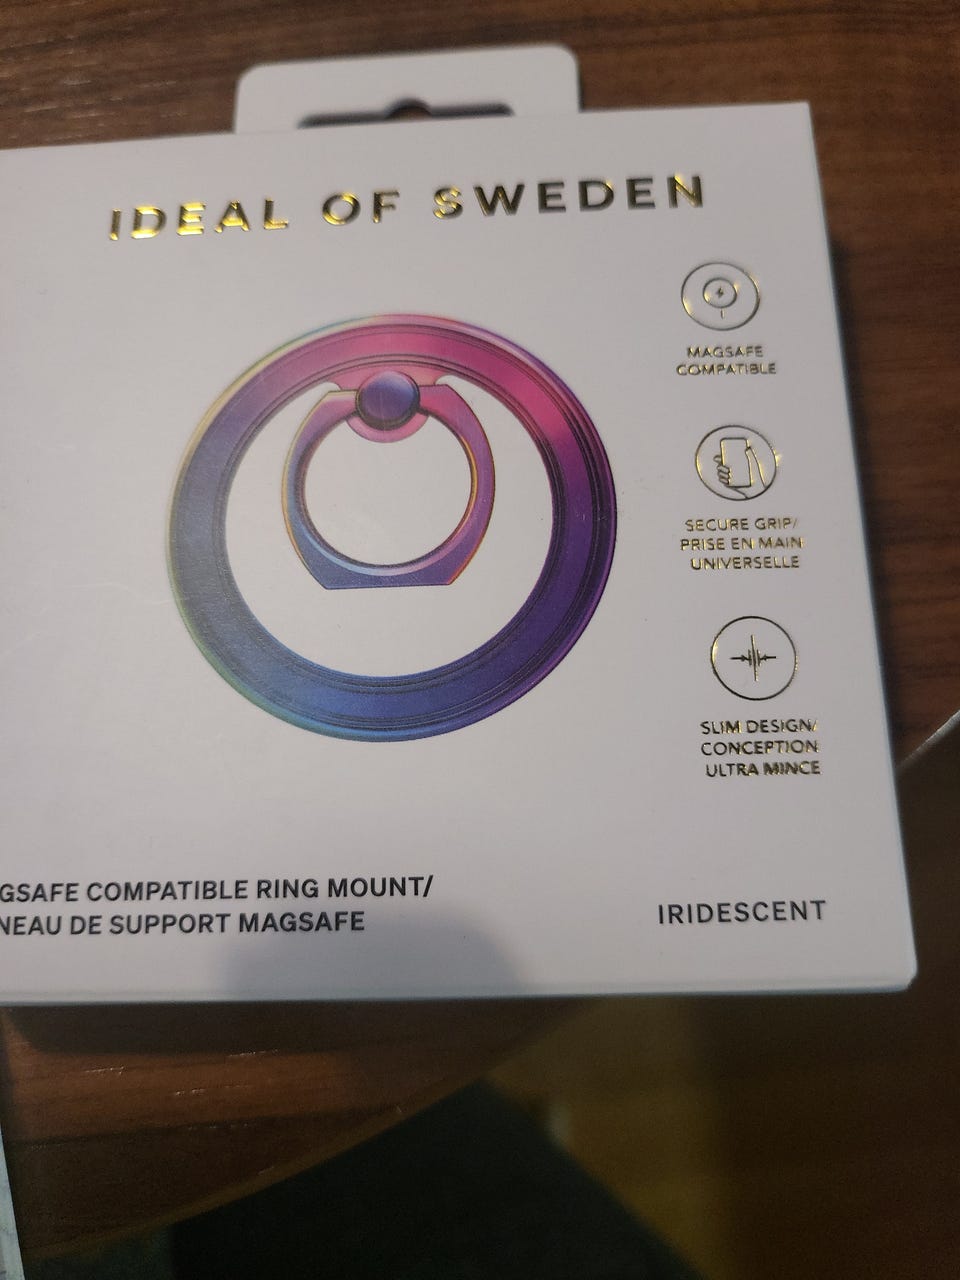 IDEAL OF SWEDEN
MAGSAFE
COMPATIBLE
SECURE GRIP/
PRISE EN MAIN
UNIVERSELLE
SLIM DESIGN/
CONCEPTION
ULTRA MINCE
GSAFE COMPATIBLE RING MOUNT/
NEAU DE SUPPORT MAGSAFE
IRIDESCENT